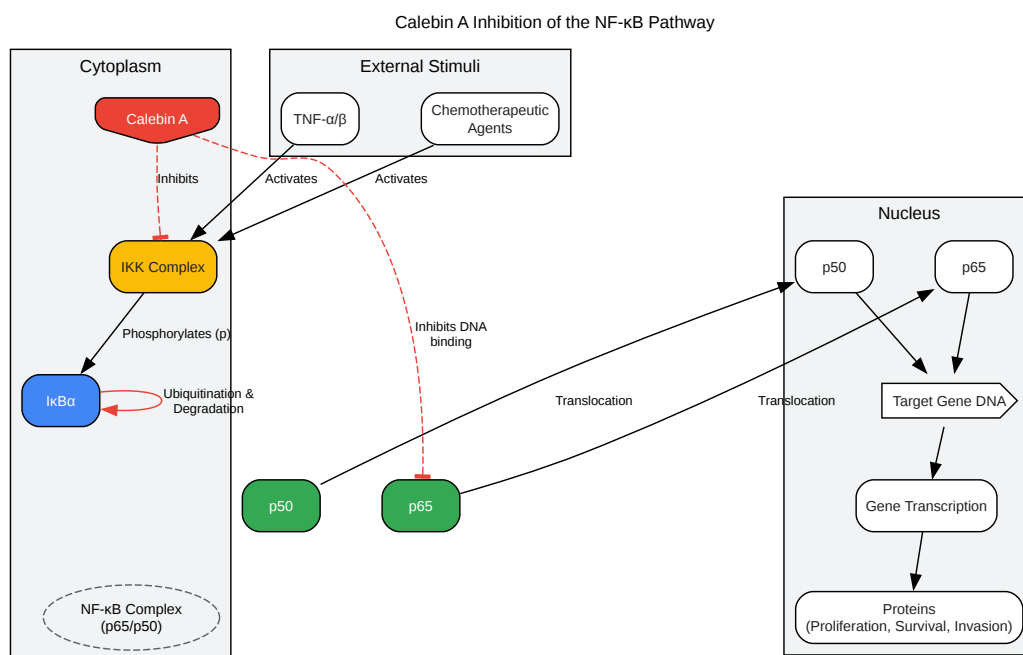 Calebin A Inhibition of the NF-κB Pathway
Cytoplasm
External Stimuli
Calebin A
TNF-α/β
Chemotherapeutic
Agents
Inhibits
Activates
Activates
Nucleus
IKK Complex
p50
p65
Phosphorylates (p)
Inhibits DNA
binding
IκBα
Ubiquitination &
Degradation
Translocation
Translocation
Target Gene DNA
p50
p65
Gene Transcription
NF-κB Complex
(p65/p50)
Proteins
(Proliferation, Survival, Invasion)